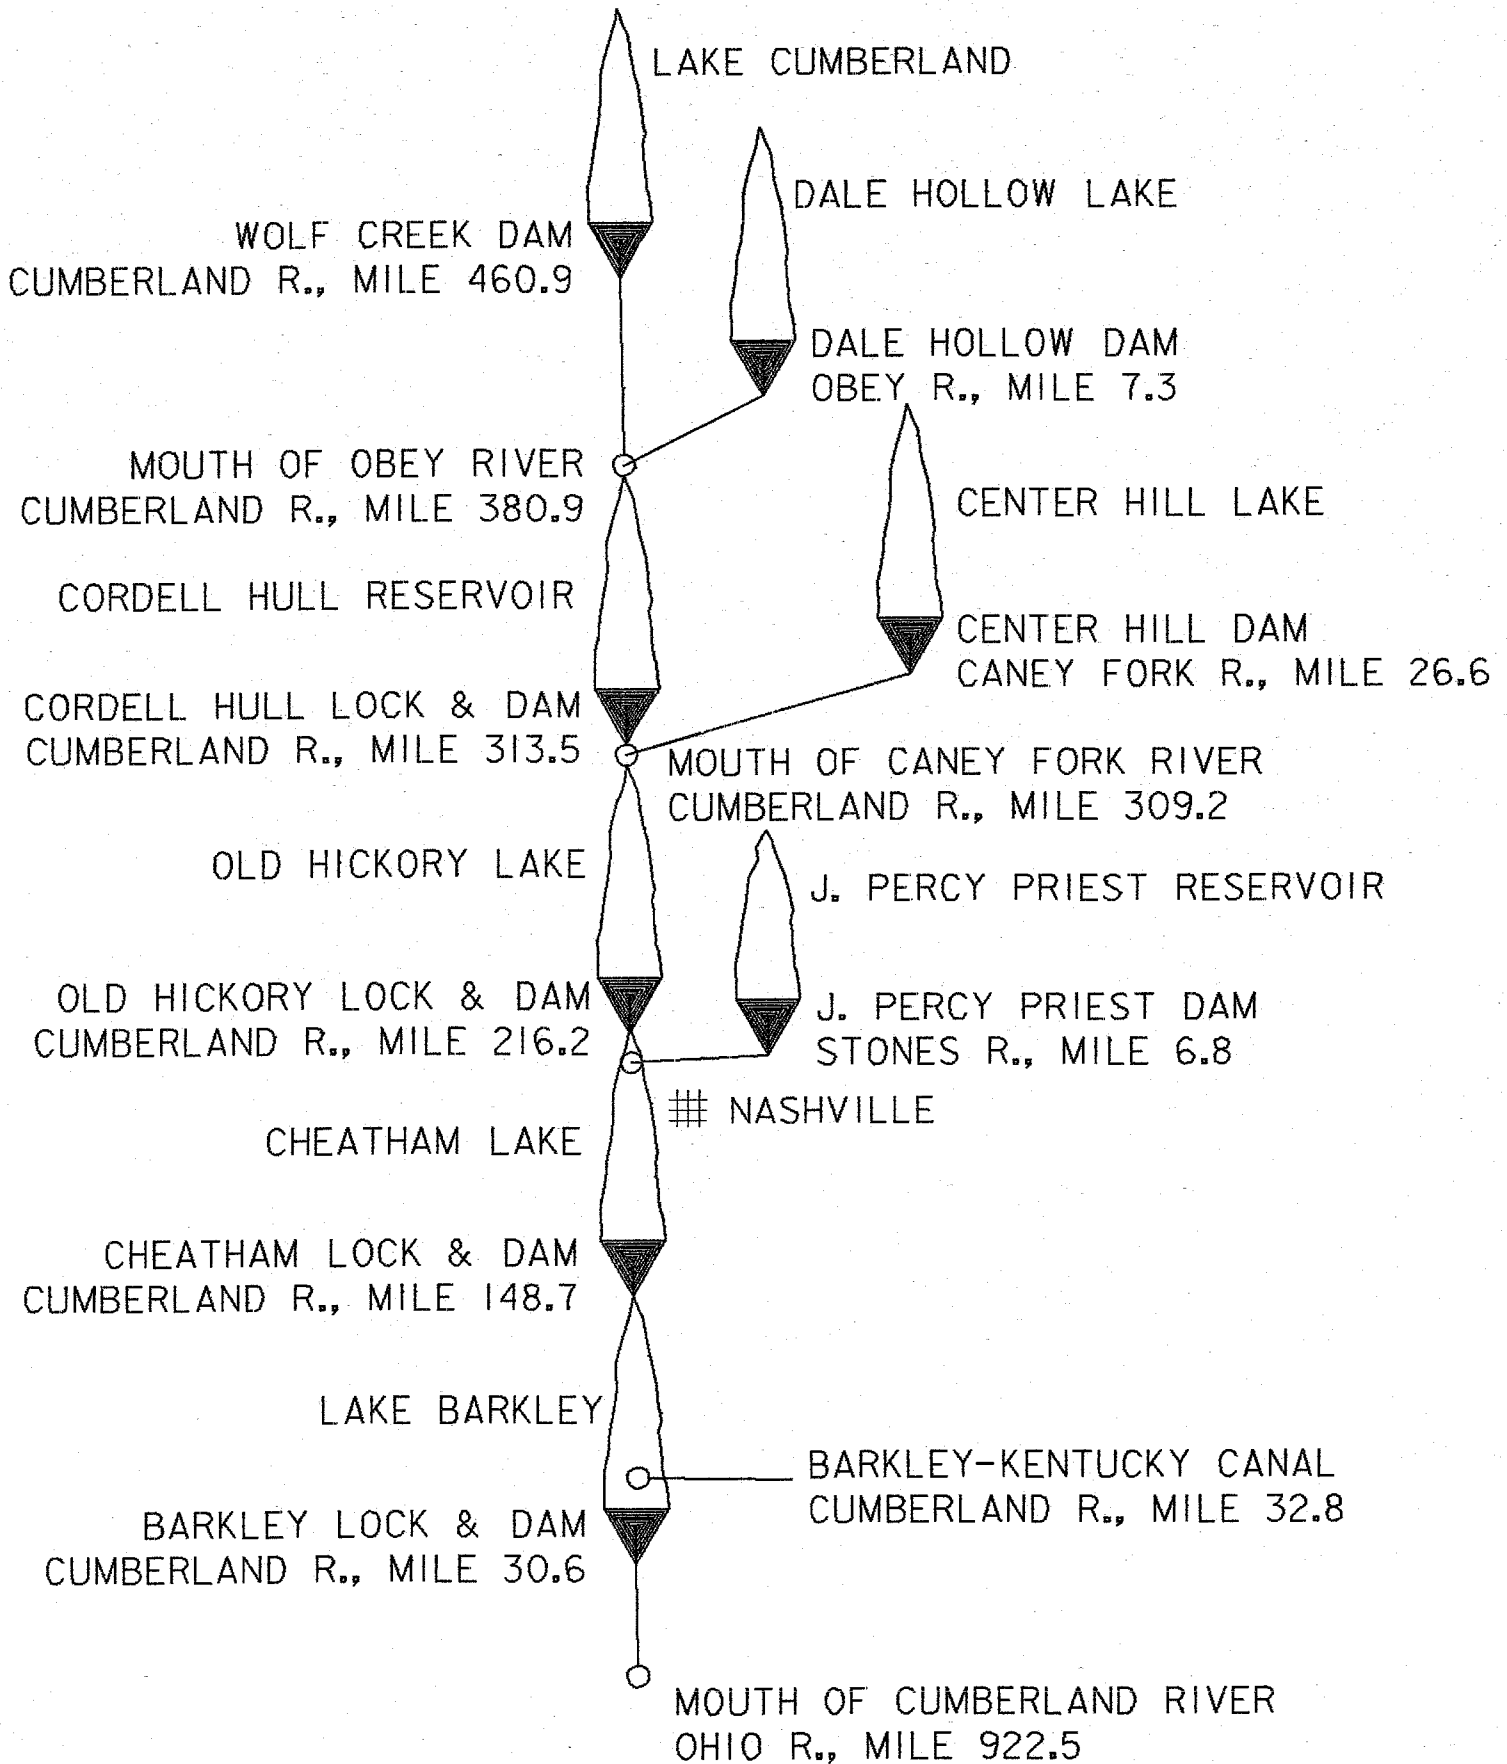 LAKE CUMBERLAND
DALE HOLLOW LAKE
WOLF CREEK DAM
CUMBERLAND R., MILE 460.9
DALE HOLLOW DAM
OBEY R., MILE 7.3
MOUTH OF OBEY RIVER
CUMBERLAND R., MILE 380.9
CENTER HILL LAKE
CORDELL HULL RESERVOIR
CENTER HILL DAM
CANEY FORK R., MILE 26.6
CORDELL HULL LOCK & DAM
CUMBERLAND R., MILE 313.5
MOUTH OF CANEY FORK RIVER
CUMBERLAND R., MILE 309.2
OLD HICKORY LAKE
J. PERCY PRIEST RESERVOIR
OLD HICKORY LOCK & DAM
CUMBERLAND R., MILE 216.2
J. PERCY PRIEST DAM
STONES R., MILE 6.8
NASHVILLE
CHEATHAM LAKE
CHEATHAM LOCK & DAM
CUMBERLAND R., MILE 148.7
LAKE BARKLEY
BARKLEY-KENTUCKY CANAL
CUMBERLAND R., MILE 32.8
BARKLEY LOCK & DAM
CUMBERLAND R., MILE 30.6
MOUTH OF CUMBERLAND RIVER
OHIO R., MILE 922.5